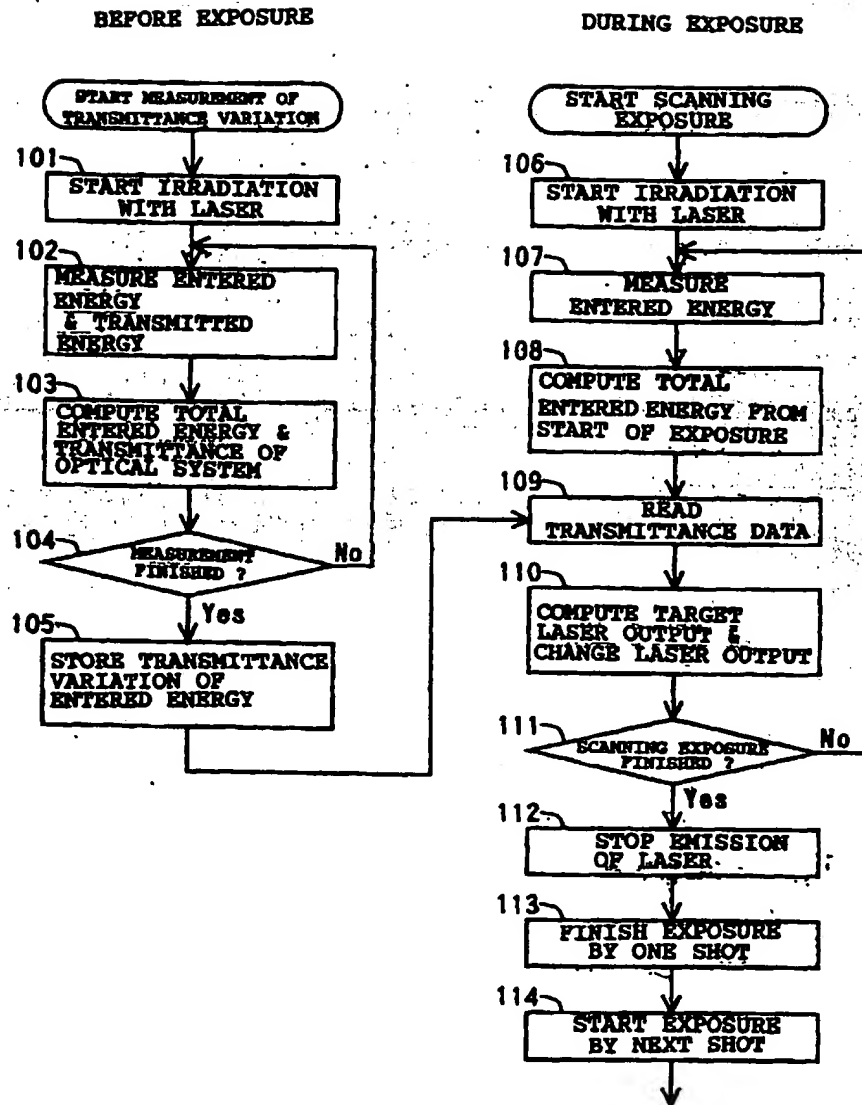 BEFORE EXPOSURE
START MEASUREMENT OF
TRANSMITTANCE VARIATION
101
START IRRADIATION
WITH LASER
102
MEASURE ENTERED
ENERGY
& TRANSMITTED
ENERGY
103
COMPUTE TOTAL
ENTERED ENERGY &
TRANSMITTANCE OF
OPTICAL SYSTEM
104
MEASUREMENT
FINISHED ?
No
Yes
105
STORE TRANSMITTANCE
VARIATION OF
ENTERED ENERGY
DURING EXPOSURE
START SCANNING
EXPOSURE
106
START IRRADIATION
WITH LASER
107
MEASURE
ENTERED ENERGY
108
COMPUTE TOTAL
ENTERED ENERGY FROM
START OF EXPOSURE
109
READ
TRANSMITTANCE DATA
110
COMPUTE TARGET
LASER OUTPUT &
CHANGE LASER OUTPUT
111
SCANNING EXPOSURE
FINISHED ?
No
Yes
112
STOP EMISSION
OF LASER
113
FINISH EXPOSURE
BY ONE SHOT
114
START EXPOSURE
BY NEXT SHOT